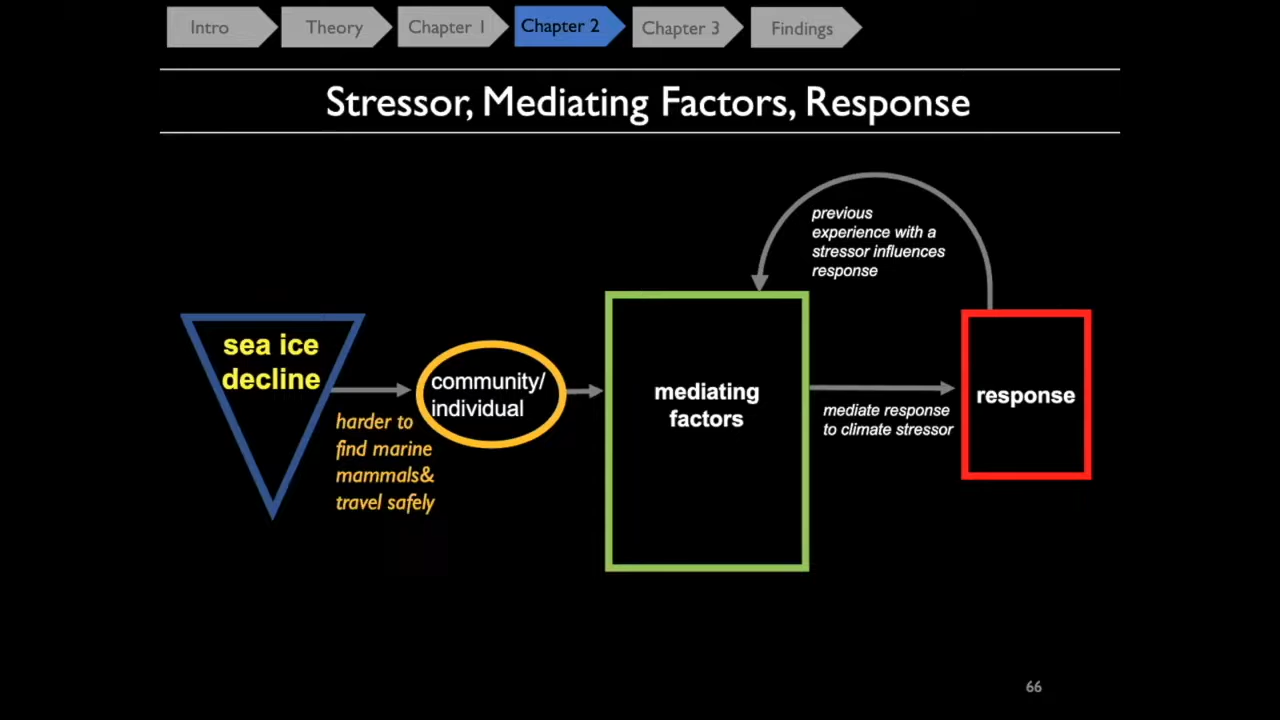 Intro
Theory
Chapter 1
Chapter 2
Chapter 3
Findings
Stressor, Mediating Factors, Response
previous
experience with a
stressor influences
response
sea ice
decline
harder to
find marine
mammals&
travel safely
community/
individual
mediating
factors
mediate response
to climate stressor
response
66